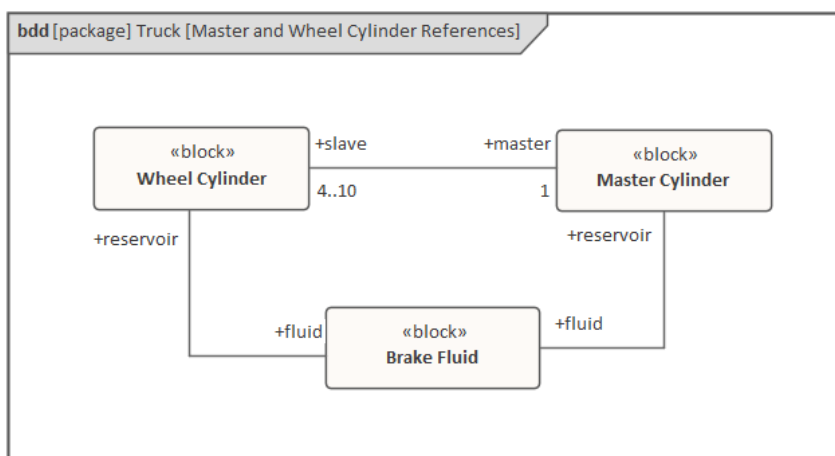 bdd [package] Truck [Master and Wheel Cylinder References]
«block»
Wheel Cylinder
+slave
+master
4..10
1
«block»
Master Cylinder
+reservoir
+reservoir
+fluid
«block»
Brake Fluid
+fluid